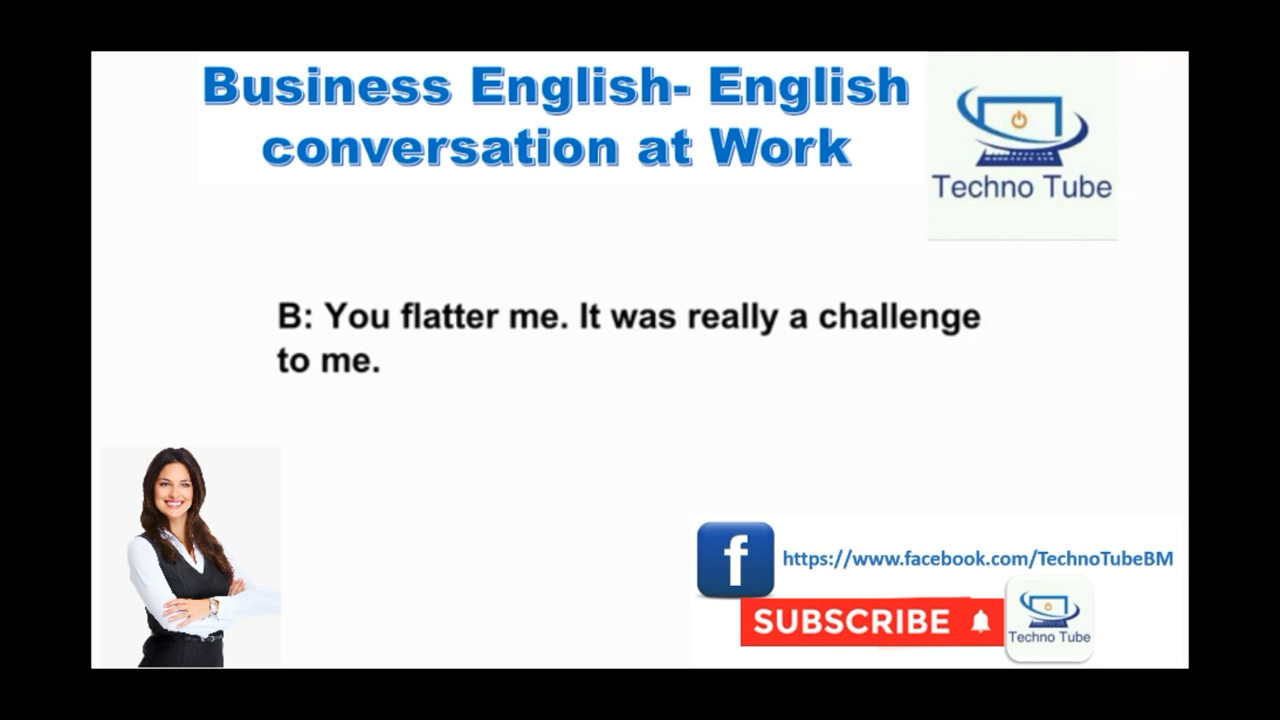 Business English- English
conversation at Work
Techno Tube
B: You flatter me. It was really a challenge
to me.
f
https://www.facebook.com/TechnoTubeBM
SUBSCRIBE
Techno Tube